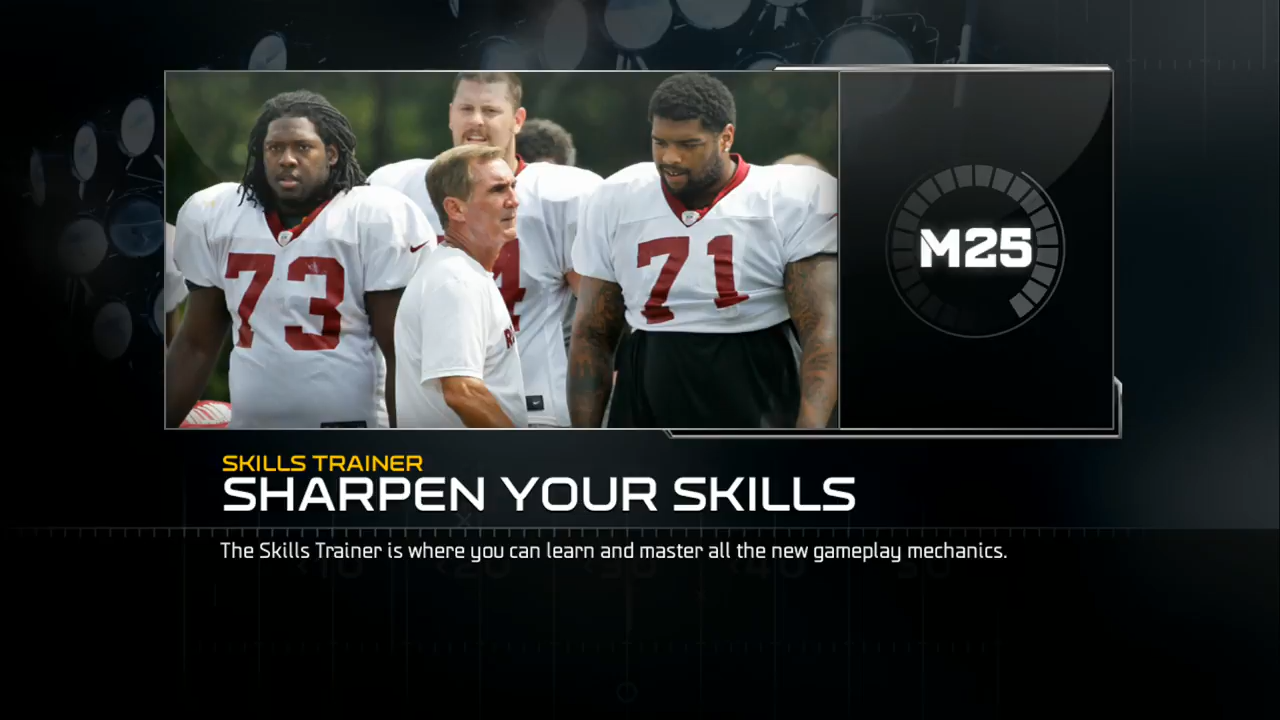 73
71
M25
SKILLS TRAINER
SHARPEN YOUR SKILLS
The Skills Trainer is where you can learn and master all the new gameplay mechanics.